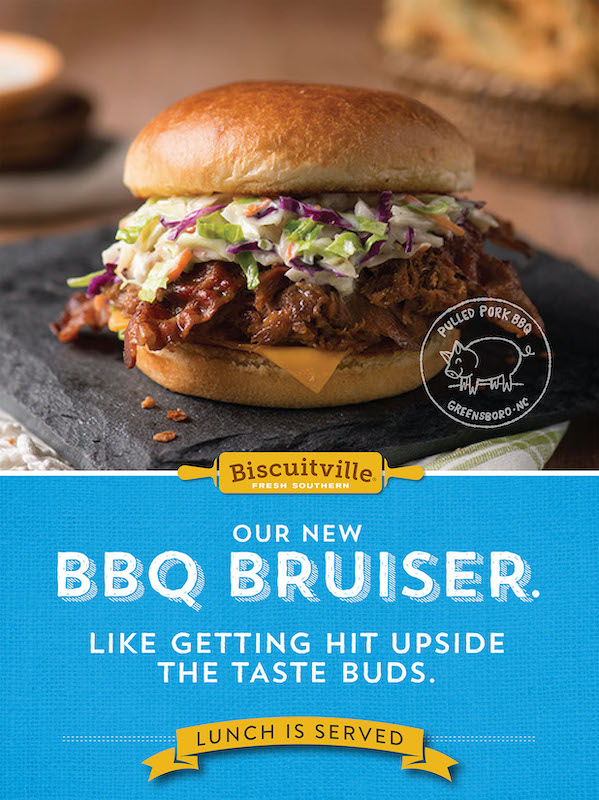 PULLED PORK BBQ
GREENSBORO • NC
Biscuitville®
FRESH SOUTHERN
OUR NEW
BBQ BRUISER.
LIKE GETTING HIT UPSIDE
THE TASTE BUDS.
LUNCH IS SERVED